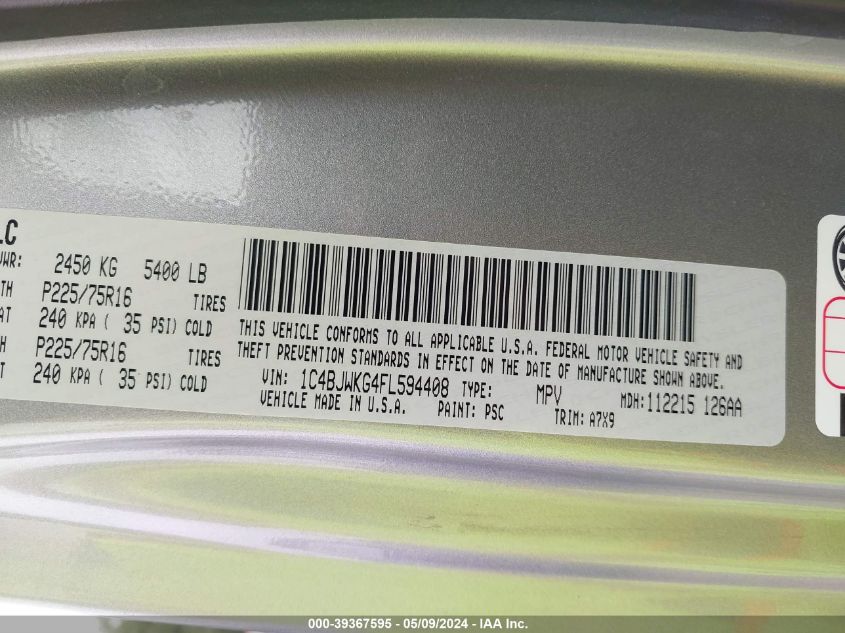 LC
WR: 2450 KG 5400 LB
TH P225/75R16 TIRES
AT 240 KPA ( 35 PSI) COLD
H P225/75R16 TIRES
T 240 KPA ( 35 PSI) COLD
THIS VEHICLE CONFORMS TO ALL APPLICABLE U.S.A. FEDERAL MOTOR VEHICLE SAFETY AND
THEFT PREVENTION STANDARDS IN EFFECT ON THE DATE OF MANUFACTURE SHOWN ABOVE.
VIN: 1C4BJWKG4FL594408 TYPE: MPV MDH:112215 126AA
VEHICLE MADE IN U.S.A. PAINT: PSC TRIM: A7X9
000-39367595 - 05/09/2024 - IAA Inc.